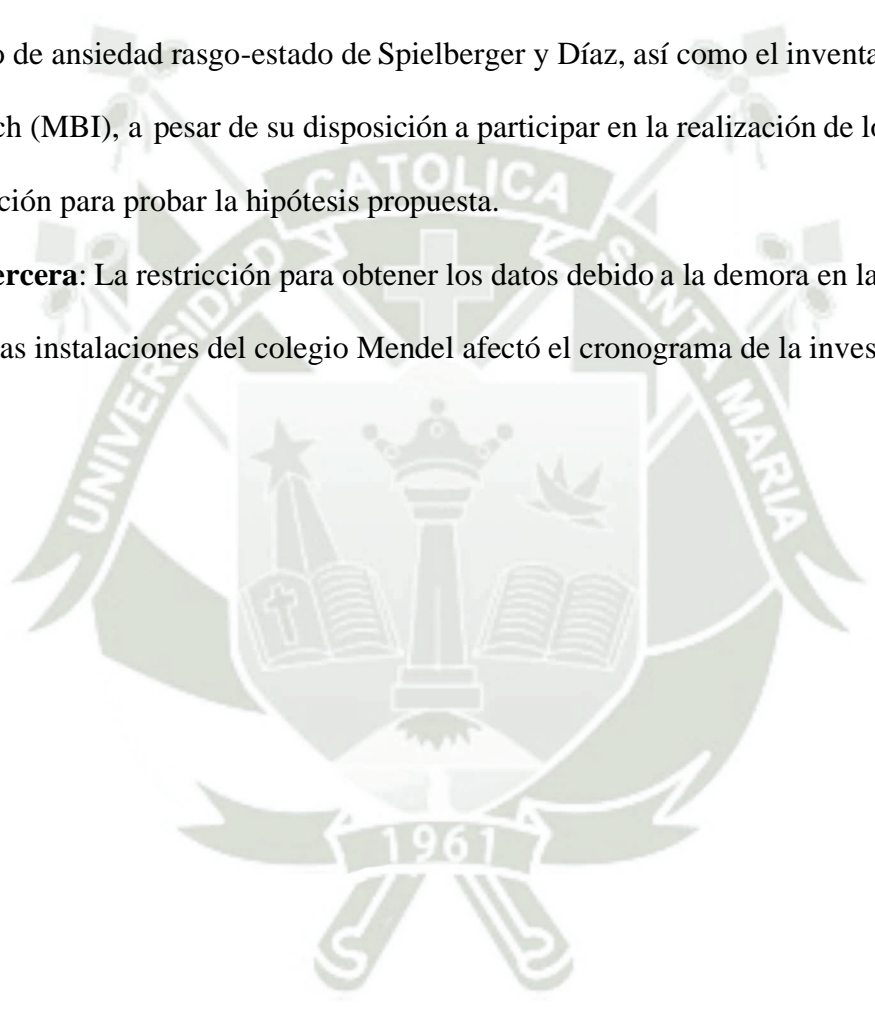 o de ansiedad rasgo-estado de Spielberger y Díaz, así como el inventa
ch (MBI), a pesar de su disposición a participar en la realización de lo
ción para probar la hipótesis propuesta.
ercera: La restricción para obtener los datos debido a la demora en la
as instalaciones del colegio Mendel afectó el cronograma de la inves
UNIVERSIDAD CATOLICA SANTA MARIA
1961